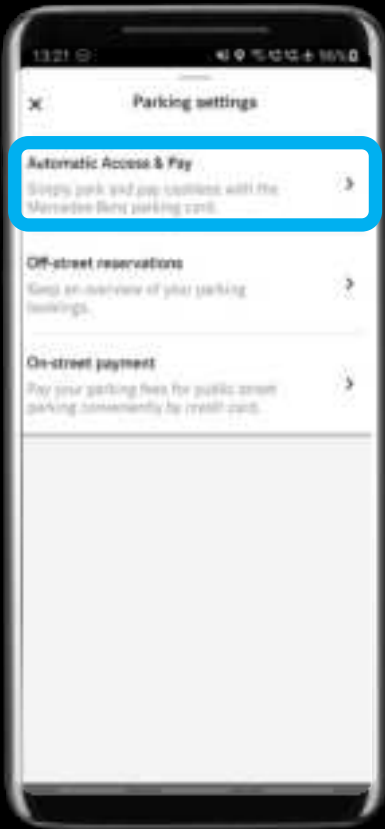 13:21
Parking settings
Automatic Access & Pay
Simply park and pay cashless with the
Mercedes-Benz parking card.
Off-street reservations
Keep an overview of your parking
bookings.
On-street payment
Pay your parking fees for public street
parking conveniently by credit card.